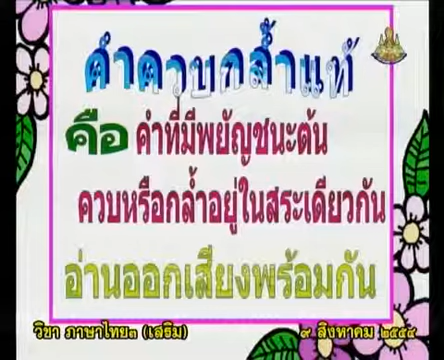 คำควบกล้ำแท้
คือ คำที่มีพยัญชนะต้น
ควบหรือกล้ำอยู่ในสระเดียวกัน
อ่านออกเสียงพร้อมกัน
วิชา ภาษาไทย๓ (เสริม)
๙ สิงหาคม ๒๕๕๔